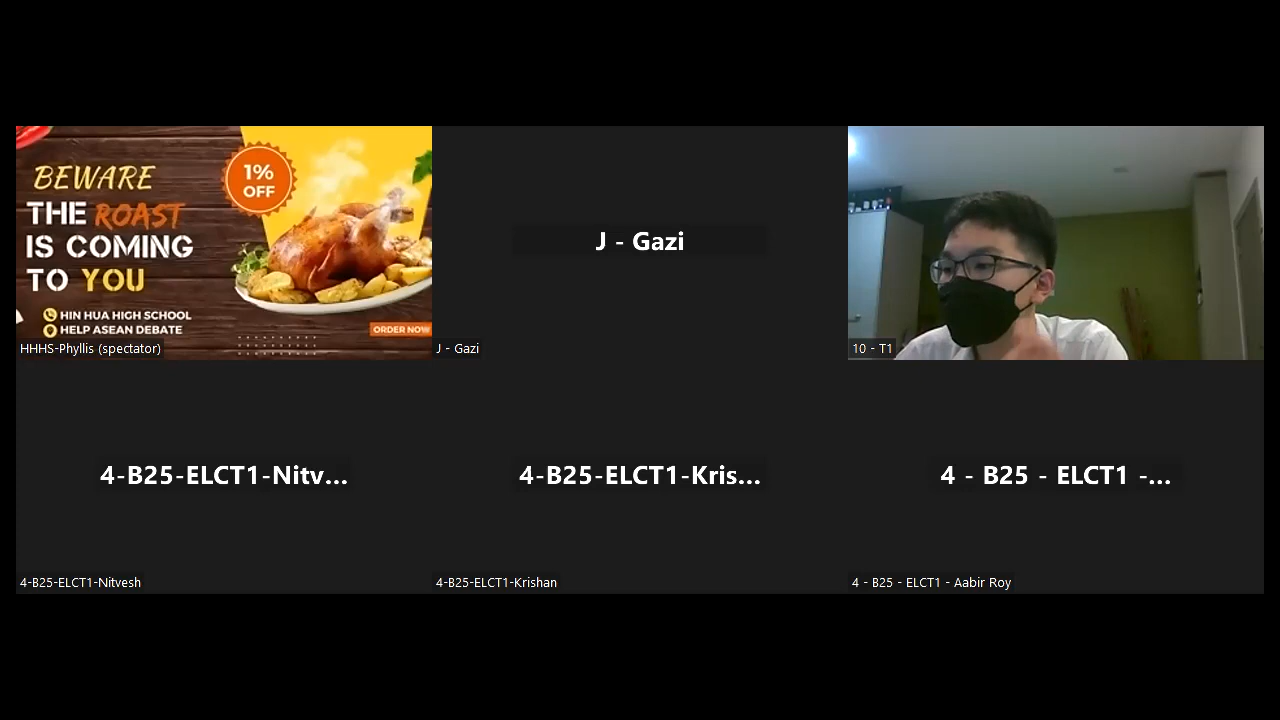 BEWARE
THE ROAST
IS COMING
TO YOU
1%
OFF
HIN HUA HIGH SCHOOL
HELP ASEAN DEBATE
ORDER NOW
HHHS-Phyllis (spectator)
J - Gazi
J - Gazi
10 - T1
4-B25-ELCT1-Nitv...
4-B25-ELCT1-Kris...
4 - B25 - ELCT1 -...
4-B25-ELCT1-Nitvesh
4-B25-ELCT1-Krishan
4 - B25 - ELCT1 - Aabir Roy